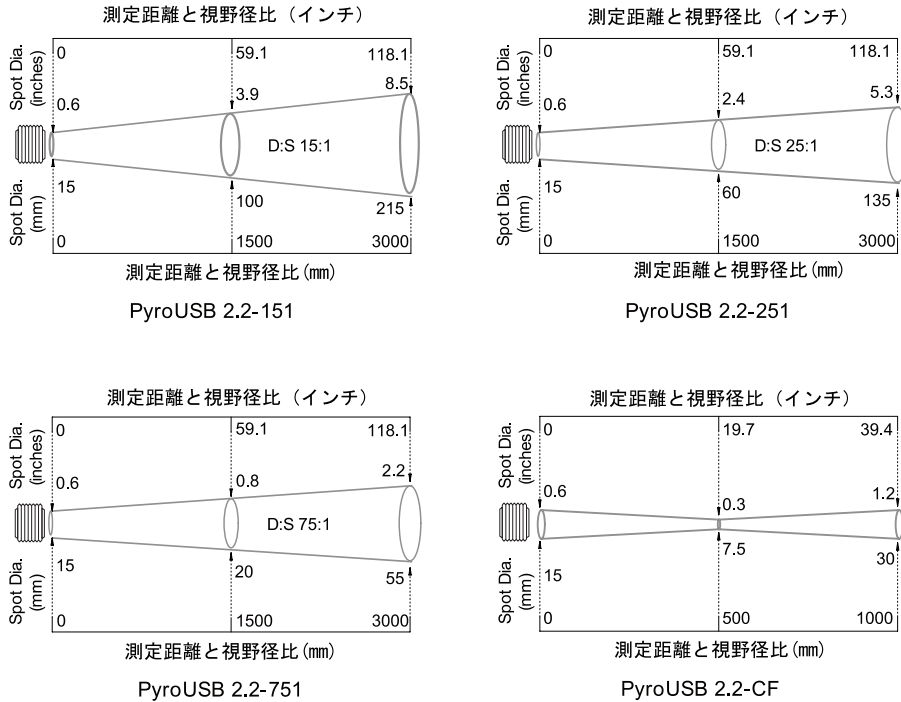 測定距離と視野径比(インチ)
Spot Dia.
(inches)
0
59.1
118.1
0.6
3.9
8.5
D:S 15:1
15
100
215
Spot Dia.
(mm)
0
1500
3000
測定距離と視野径比(㎜)
PyroUSB 2.2-151
測定距離と視野径比(インチ)
Spot Dia.
(inches)
0
59.1
118.1
0.6
2.4
5.3
D:S 25:1
15
60
135
Spot Dia.
(mm)
0
1500
3000
測定距離と視野径比(㎜)
PyroUSB 2.2-251
測定距離と視野径比(インチ)
Spot Dia.
(inches)
0
59.1
118.1
0.6
0.8
2.2
D:S 75:1
15
20
55
Spot Dia.
(mm)
0
1500
3000
測定距離と視野径比(㎜)
PyroUSB 2.2-751
測定距離と視野径比(インチ)
Spot Dia.
(inches)
0
19.7
39.4
0.6
0.3
1.2
15
7.5
30
Spot Dia.
(mm)
0
500
1000
測定距離と視野径比(㎜)
PyroUSB 2.2-CF